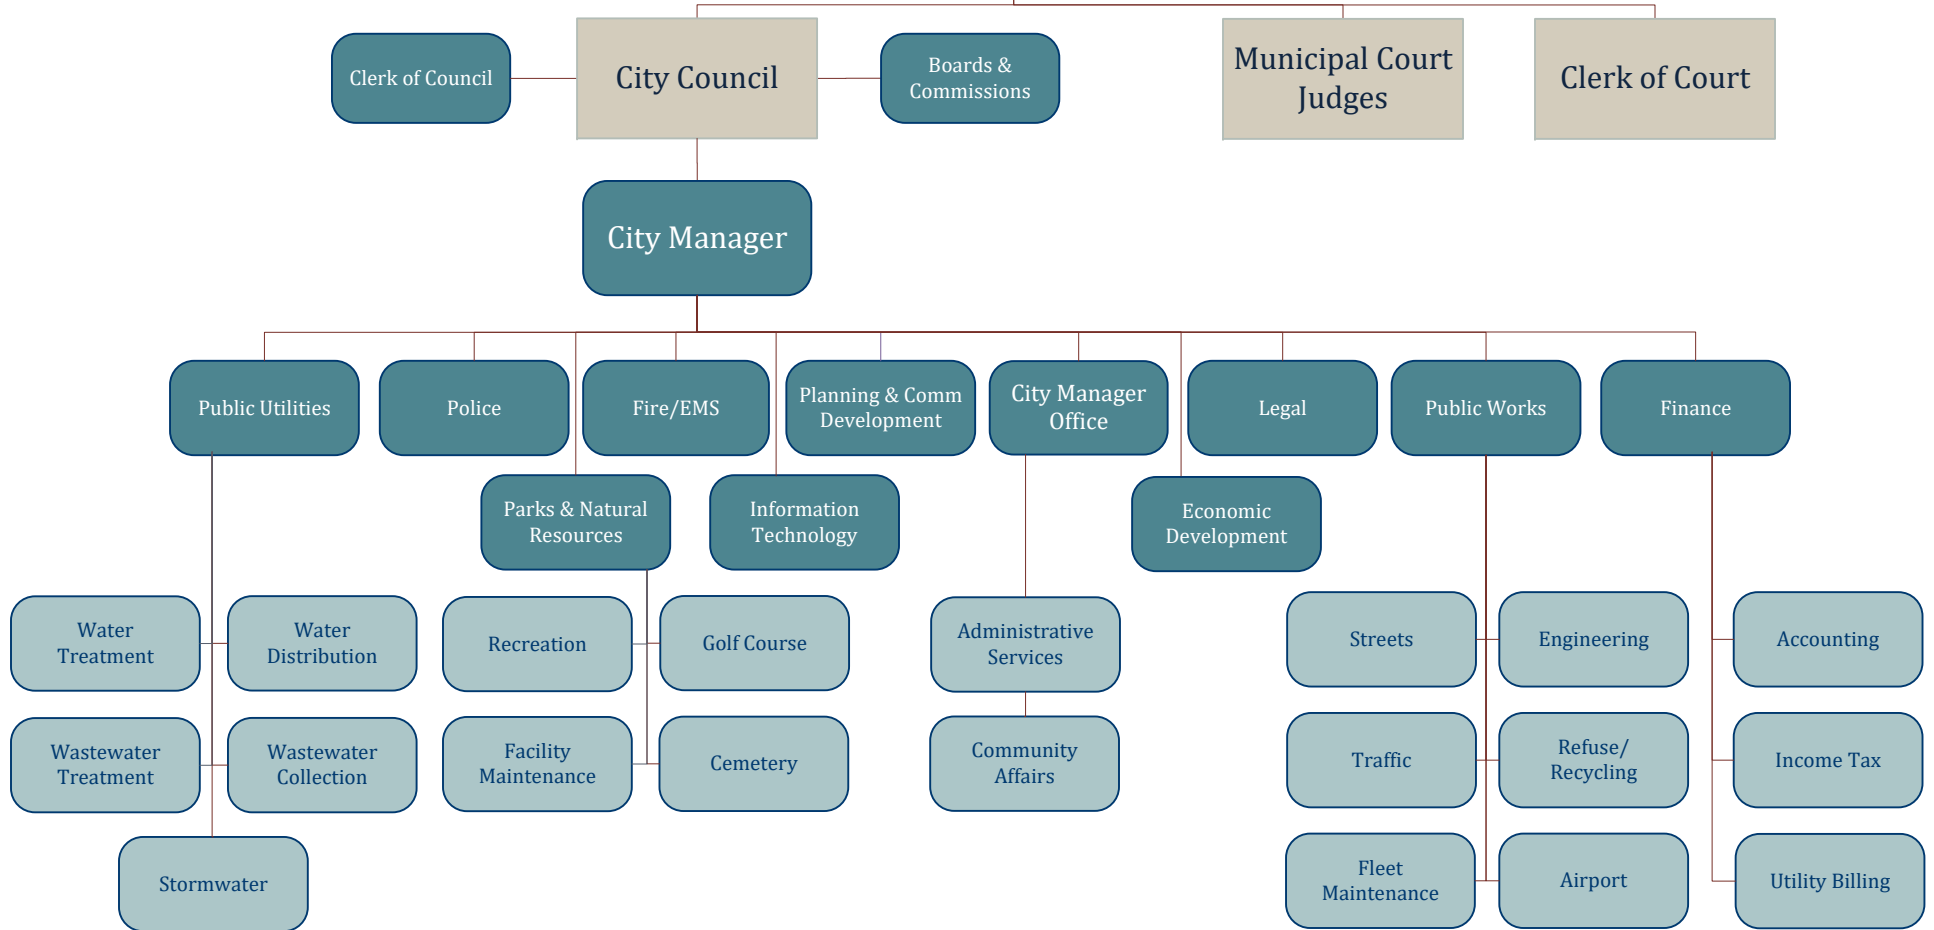 Clerk of Council
City Council
Boards &
Commissions
Municipal Court
Judges
Clerk of Court
City Manager
Public Utilities
Police
Fire/EMS
Planning & Comm
Development
City Manager
Office
Legal
Public Works
Finance
Parks & Natural
Resources
Information
Technology
Economic
Development
Water
Treatment
Water
Distribution
Recreation
Golf Course
Administrative
Services
Streets
Engineering
Accounting
Wastewater
Treatment
Wastewater
Collection
Facility
Maintenance
Cemetery
Community
Affairs
Traffic
Refuse/
Recycling
Income Tax
Stormwater
Fleet
Maintenance
Airport
Utility Billing